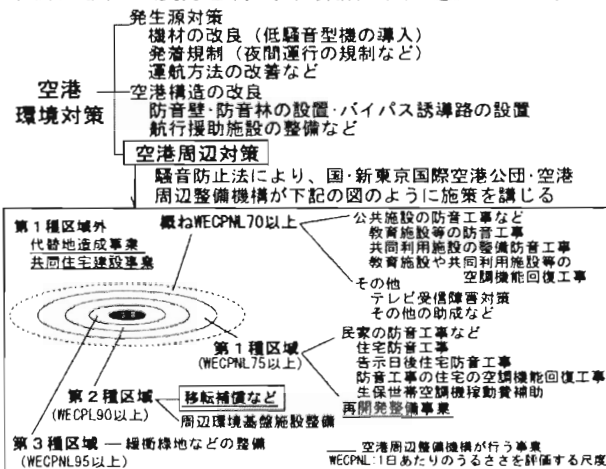 発生源対策
機材の改良（低騒音型機の導入）
発着規制（夜間運行の規制など）
運航方法の改善など
空港
環境対策
空港構造の改良
防音壁・防音林の設置・バイパス誘導路の設置
航行援助施設の整備など
空港周辺対策
騒音防止法により、国・新東京国際空港公団・空港
周辺整備機構が下記の図のように施策を講じる
第1種区域外
代替地造成事業
共同住宅建設事業
概ねWECPNL70以上
公共施設の防音工事など
教育施設等の防音工事
共同利用施設の整備防音工事
教育施設や共同利用施設等の
空調機能回復工事
その他
テレビ受信障害対策
その他の助成など
第1種区域
(WECPNL75以上)
民家の防音工事など
住宅防音工事
告示日後住宅防音工事
防音工事の住宅の空調機能回復工事
生保世帯空調機稼動費補助
再開発整備事業
第2種区域
(WECPL90以上)
移転補償など
周辺環境基盤施設整備
第3種区域
(WECPNL95以上)
緩衝緑地などの整備
空港周辺整備機構が行う事業
WECPNL:1日あたりのうるささを評価する尺度